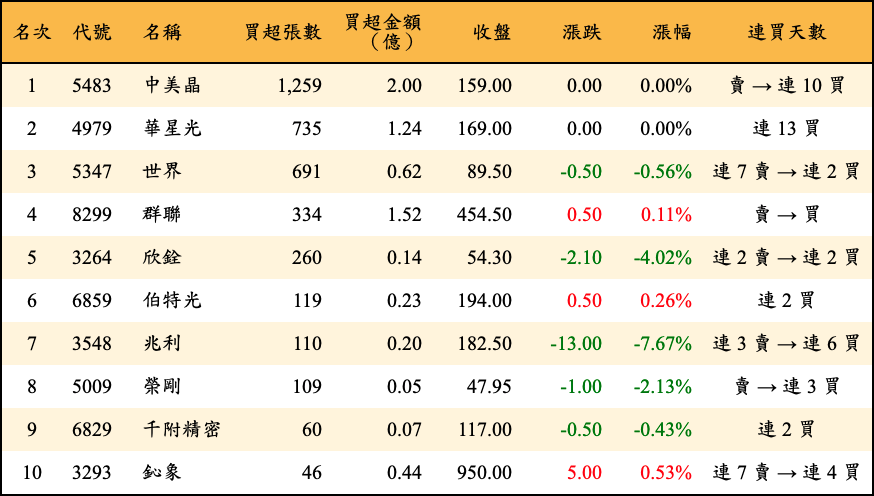 名次 代號 名稱 買超張數 買超金額（億） 收盤 漲跌 漲幅 連買天數
1 5483 中美晶 1,259 2.00 159.00 0.00 0.00% 賣 → 連 10 買
2 4979 華星光 735 1.24 169.00 0.00 0.00% 連 13 買
3 5347 世界 691 0.62 89.50 -0.50 -0.56% 連 7 賣 → 連 2 買
4 8299 群聯 334 1.52 454.50 0.50 0.11% 賣 → 買
5 3264 欣銓 260 0.14 54.30 -2.10 -4.02% 連 2 賣 → 連 2 買
6 6859 伯特光 119 0.23 194.00 0.50 0.26% 連 2 買
7 3548 兆利 110 0.20 182.50 -13.00 -7.67% 連 3 賣 → 連 6 買
8 5009 榮剛 109 0.05 47.95 -1.00 -2.13% 賣 → 連 3 買
9 6829 千附精密 60 0.07 117.00 -0.50 -0.43% 連 2 買
10 3293 鈊象 46 0.44 950.00 5.00 0.53% 連 7 賣 → 連 4 買